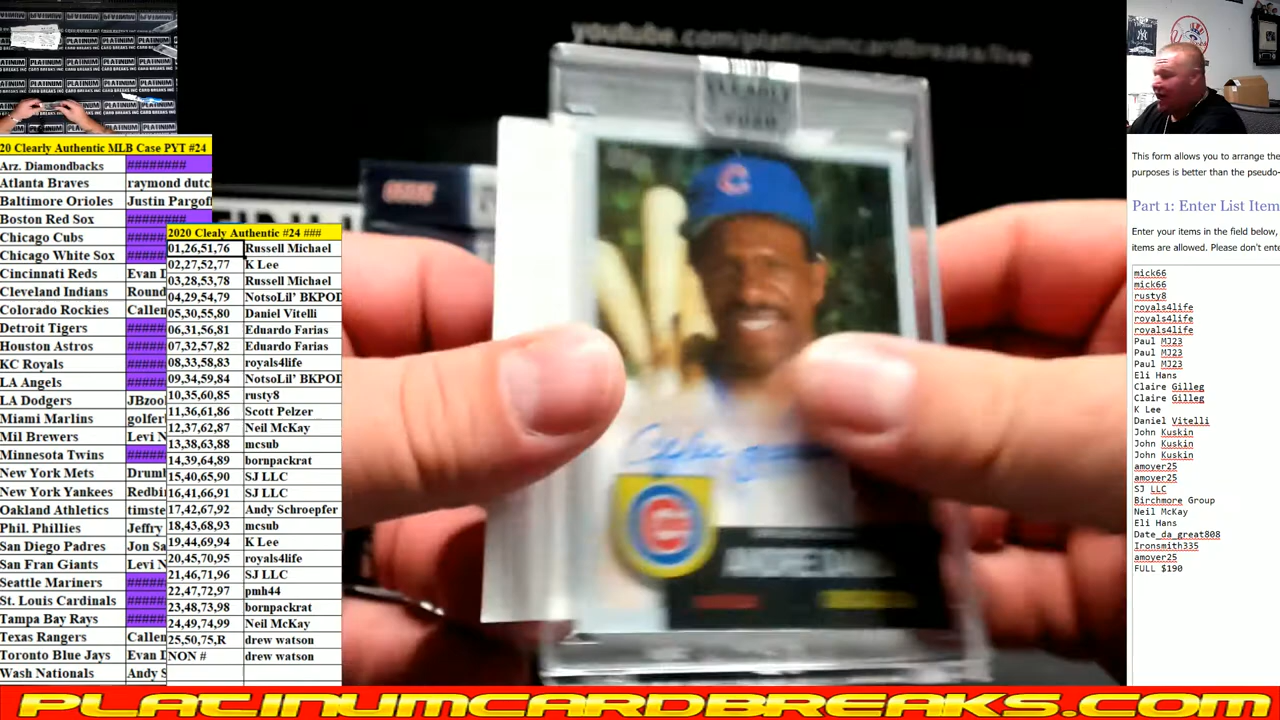 20 Clearly Authentic MLB Case PYT #24
Arz. Diamondbacks ########
Atlanta Braves raymond dutc
Baltimore Orioles Justin Pargof
Boston Red Sox ########
Chicago Cubs
Chicago White Sox
Cincinnati Reds Evan D
Cleveland Indians Round
Colorado Rockies Callen
Detroit Tigers #####
Houston Astros #####
KC Royals #####
LA Angels #####
LA Dodgers JBzoo
Miami Marlins golfer
Mil Brewers Levi N
Minnesota Twins #####
New York Mets Druml
New York Yankees Redbi
Oakland Athletics timste
Phil. Phillies Jeffry
San Diego Padres Jon Sa
San Fran Giants Levi N
Seattle Mariners #####
St. Louis Cardinals #####
Tampa Bay Rays #####
Texas Rangers Callen
Toronto Blue Jays Evan D
Wash Nationals Andy S
2020 Clealy Authentic #24 ###
01,26,51,76 Russell Michael
02,27,52,77 K Lee
03,28,53,78 Russell Michael
04,29,54,79 NotsoLil' BKPOD
05,30,55,80 Daniel Vitelli
06,31,56,81 Eduardo Farias
07,32,57,82 Eduardo Farias
08,33,58,83 royals4life
09,34,59,84 NotsoLil' BKPOD
10,35,60,85 rusty8
11,36,61,86 Scott Pelzer
12,37,62,87 Neil McKay
13,38,63,88 mcsub
14,39,64,89 bornpackrat
15,40,65,90 SJ LLC
16,41,66,91 SJ LLC
17,42,67,92 Andy Schroepfer
18,43,68,93 mcsub
19,44,69,94 K Lee
20,45,70,95 royals4life
21,46,71,96 SJ LLC
22,47,72,97 pmh44
23,48,73,98 bornpackrat
24,49,74,99 Neil McKay
25,50,75,R drew watson
NON # drew watson
C
This form allows you to arrange the
purposes is better than the pseudo-
Part 1: Enter List Item
Enter your items in the field below,
items are allowed. Please don't ente
mick66
mick66
rusty8
royals4life
royals4life
royals4life
Paul MJ23
Paul MJ23
Paul MJ23
Eli Hans
Claire Gilleg
Claire Gilleg
K Lee
Daniel Vitelli
John Kuskin
John Kuskin
John Kuskin
amoyer25
amoyer25
SJ LLC
Birchmore Group
Neil McKay
Eli Hans
Date_da_great808
Ironsmith335
amoyer25
FULL $190
PLATINUMCARDBREAKS.COM